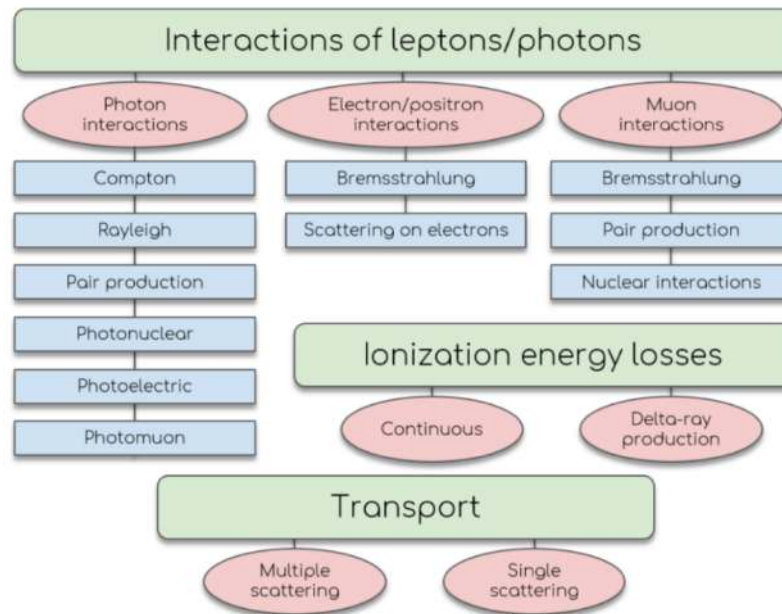 Interactions of leptons/photons
Photon
interactions
Compton
Rayleigh
Pair production
Photonuclear
Photoelectric
Photomuon
Electron/positron
interactions
Bremsstrahlung
Scattering on electrons
Muon
interactions
Bremsstrahlung
Pair production
Nuclear interactions
Ionization energy losses
Continuous
Delta-ray
production
Transport
Multiple
scattering
Single
scattering